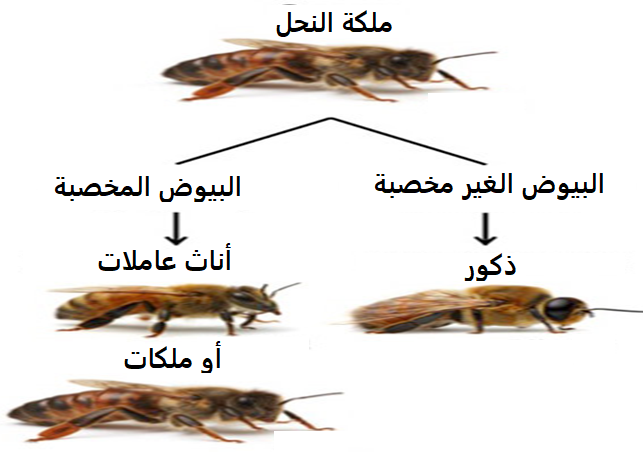 ملكة النحل
البيوض الغير مخصبة
البيوض المخصبة
ذكور
أناث عاملات
أو ملكات